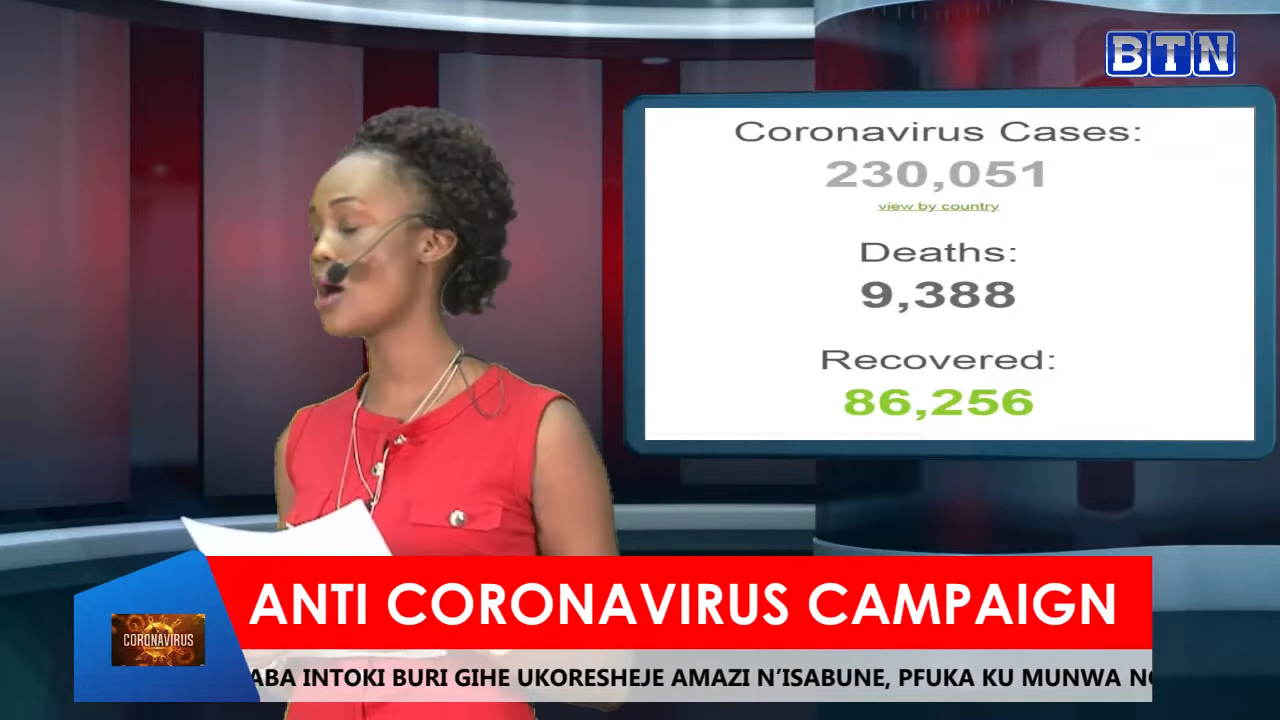 BTN
Coronavirus Cases:
230,051
view by country
Deaths:
9,388
Recovered:
86,256
ANTI CORONAVIRUS CAMPAIGN
CORONAVIRUS
ABA INTOKI BURI GIHE UKORESHEJE AMAZI N'ISABUNE, PFUKA KU MUNWA